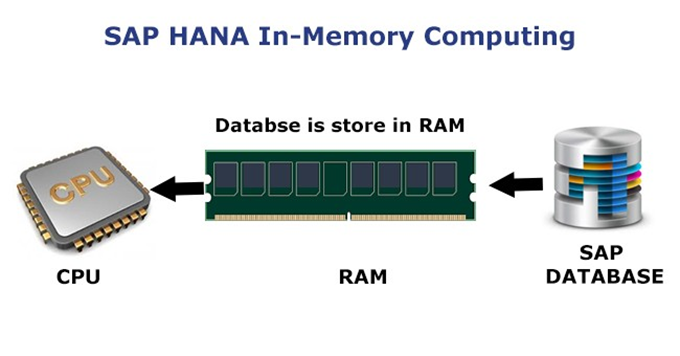 SAP HANA In-Memory Computing
Databse is store in RAM
CPU
CPU
RAM
SAP
DATABASE